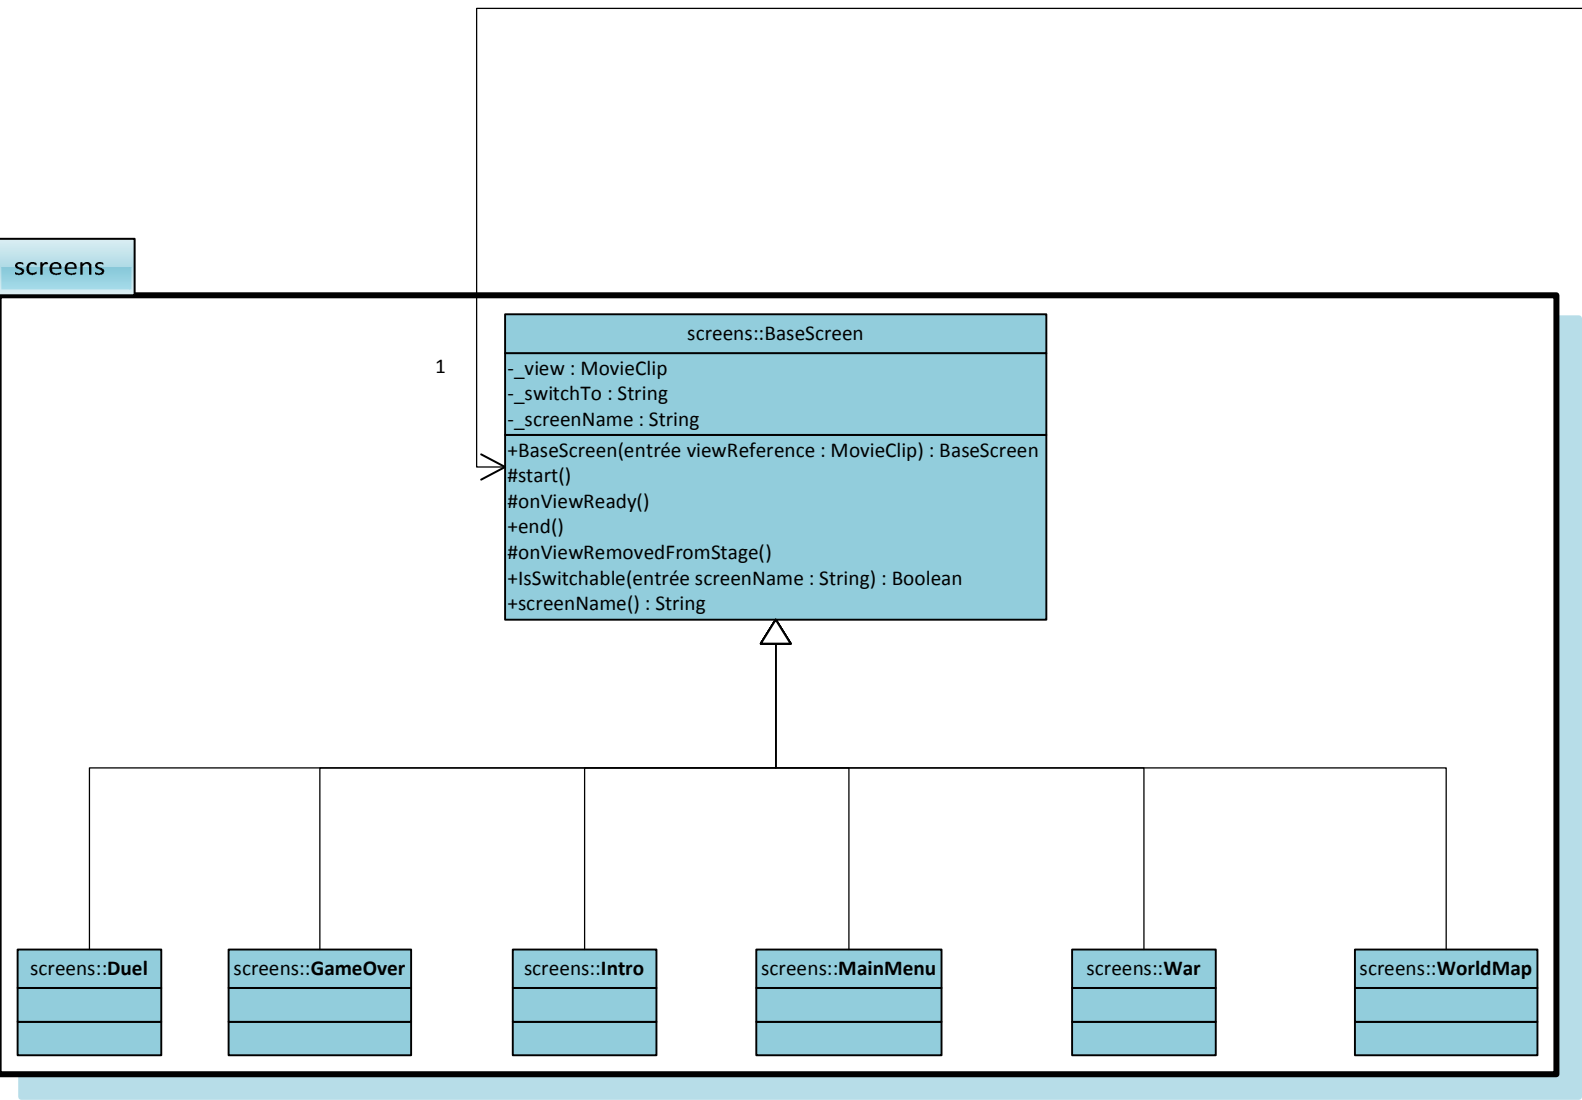 screens
screens::BaseScreen
1
-_view : MovieClip
-_switchTo : String
-_screenName : String
+BaseScreen(entrée viewReference : MovieClip) : BaseScreen
#start()
#onViewReady()
+end()
#onViewRemovedFromStage()
+IsSwitchable(entrée screenName : String) : Boolean
+screenName() : String
screens::Duel
screens::GameOver
screens::Intro
screens::MainMenu
screens::War
screens::WorldMap